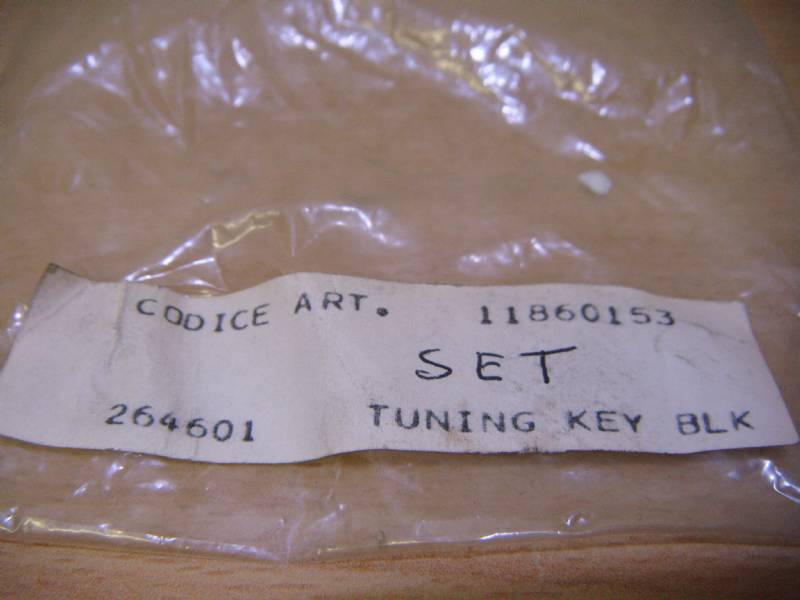 CODICE ART. 11860153
SET
264601 TUNING KEY BLK